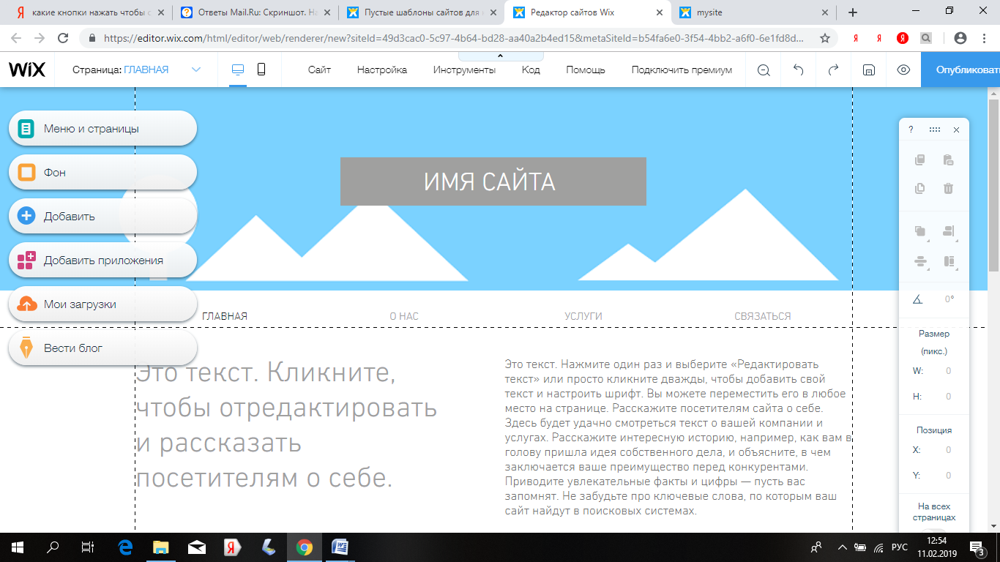 какие кнопки нажать чтобы с
Ответы Mail.Ru: Скриншот. На
Пустые шаблоны сайтов для
Редактор сайтов Wix
mysite
https://editor.wix.com/html/editor/web/renderer/new?siteId=49d3cac0-5c97-4b64-bd28-aa40a2b4ed15&metaSiteId=b54fa6e0-3f54-4bb2-a6f0-6e1fd8d...
WiX
Страница: ГЛАВНАЯ
Сайт
Настройка
Инструменты
Код
Помощь
Подключить премиум
Опубликоват
Меню и страницы
Фон
Добавить
Добавить приложения
Мои загрузки
Вести блог
ИМЯ САЙТА
ГЛАВНАЯ
О НАС
УСЛУГИ
СВЯЗАТЬСЯ
Это текст. Кликните,
чтобы отредактировать
и рассказать
посетителям о себе.
Это текст. Нажмите один раз и выберите «Редактировать
текст» или просто кликните дважды, чтобы добавить свой
текст и настроить шрифт. Вы можете переместить его в любое
место на странице. Расскажите посетителям сайта о себе.
Здесь будет удачно смотреться текст о вашей компании и
услугах. Расскажите интересную историю, например, как вам в
голову пришла идея собственного дела, и объясните, в чем
заключается ваше преимущество перед конкурентами.
Приводите увлекательные факты и цифры — пусть вас
запомнят. Не забудьте про ключевые слова, по которым ваш
сайт найдут в поисковых системах.
?
0°
Размер
(пикс.)
W: 0
H: 0
Позиция
X: 0
Y: 0
На всех
страницах
РУС
12:54
11.02.2019
3